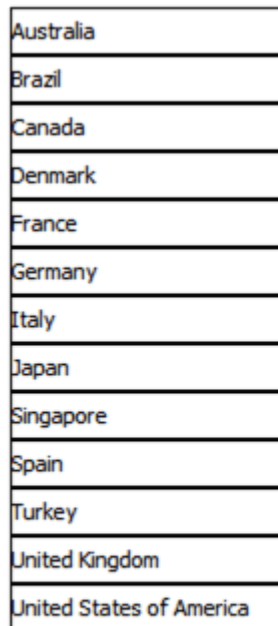 Australia
Brazil
Canada
Denmark
France
Germany
Italy
Japan
Singapore
Spain
Turkey
United Kingdom
United States of America